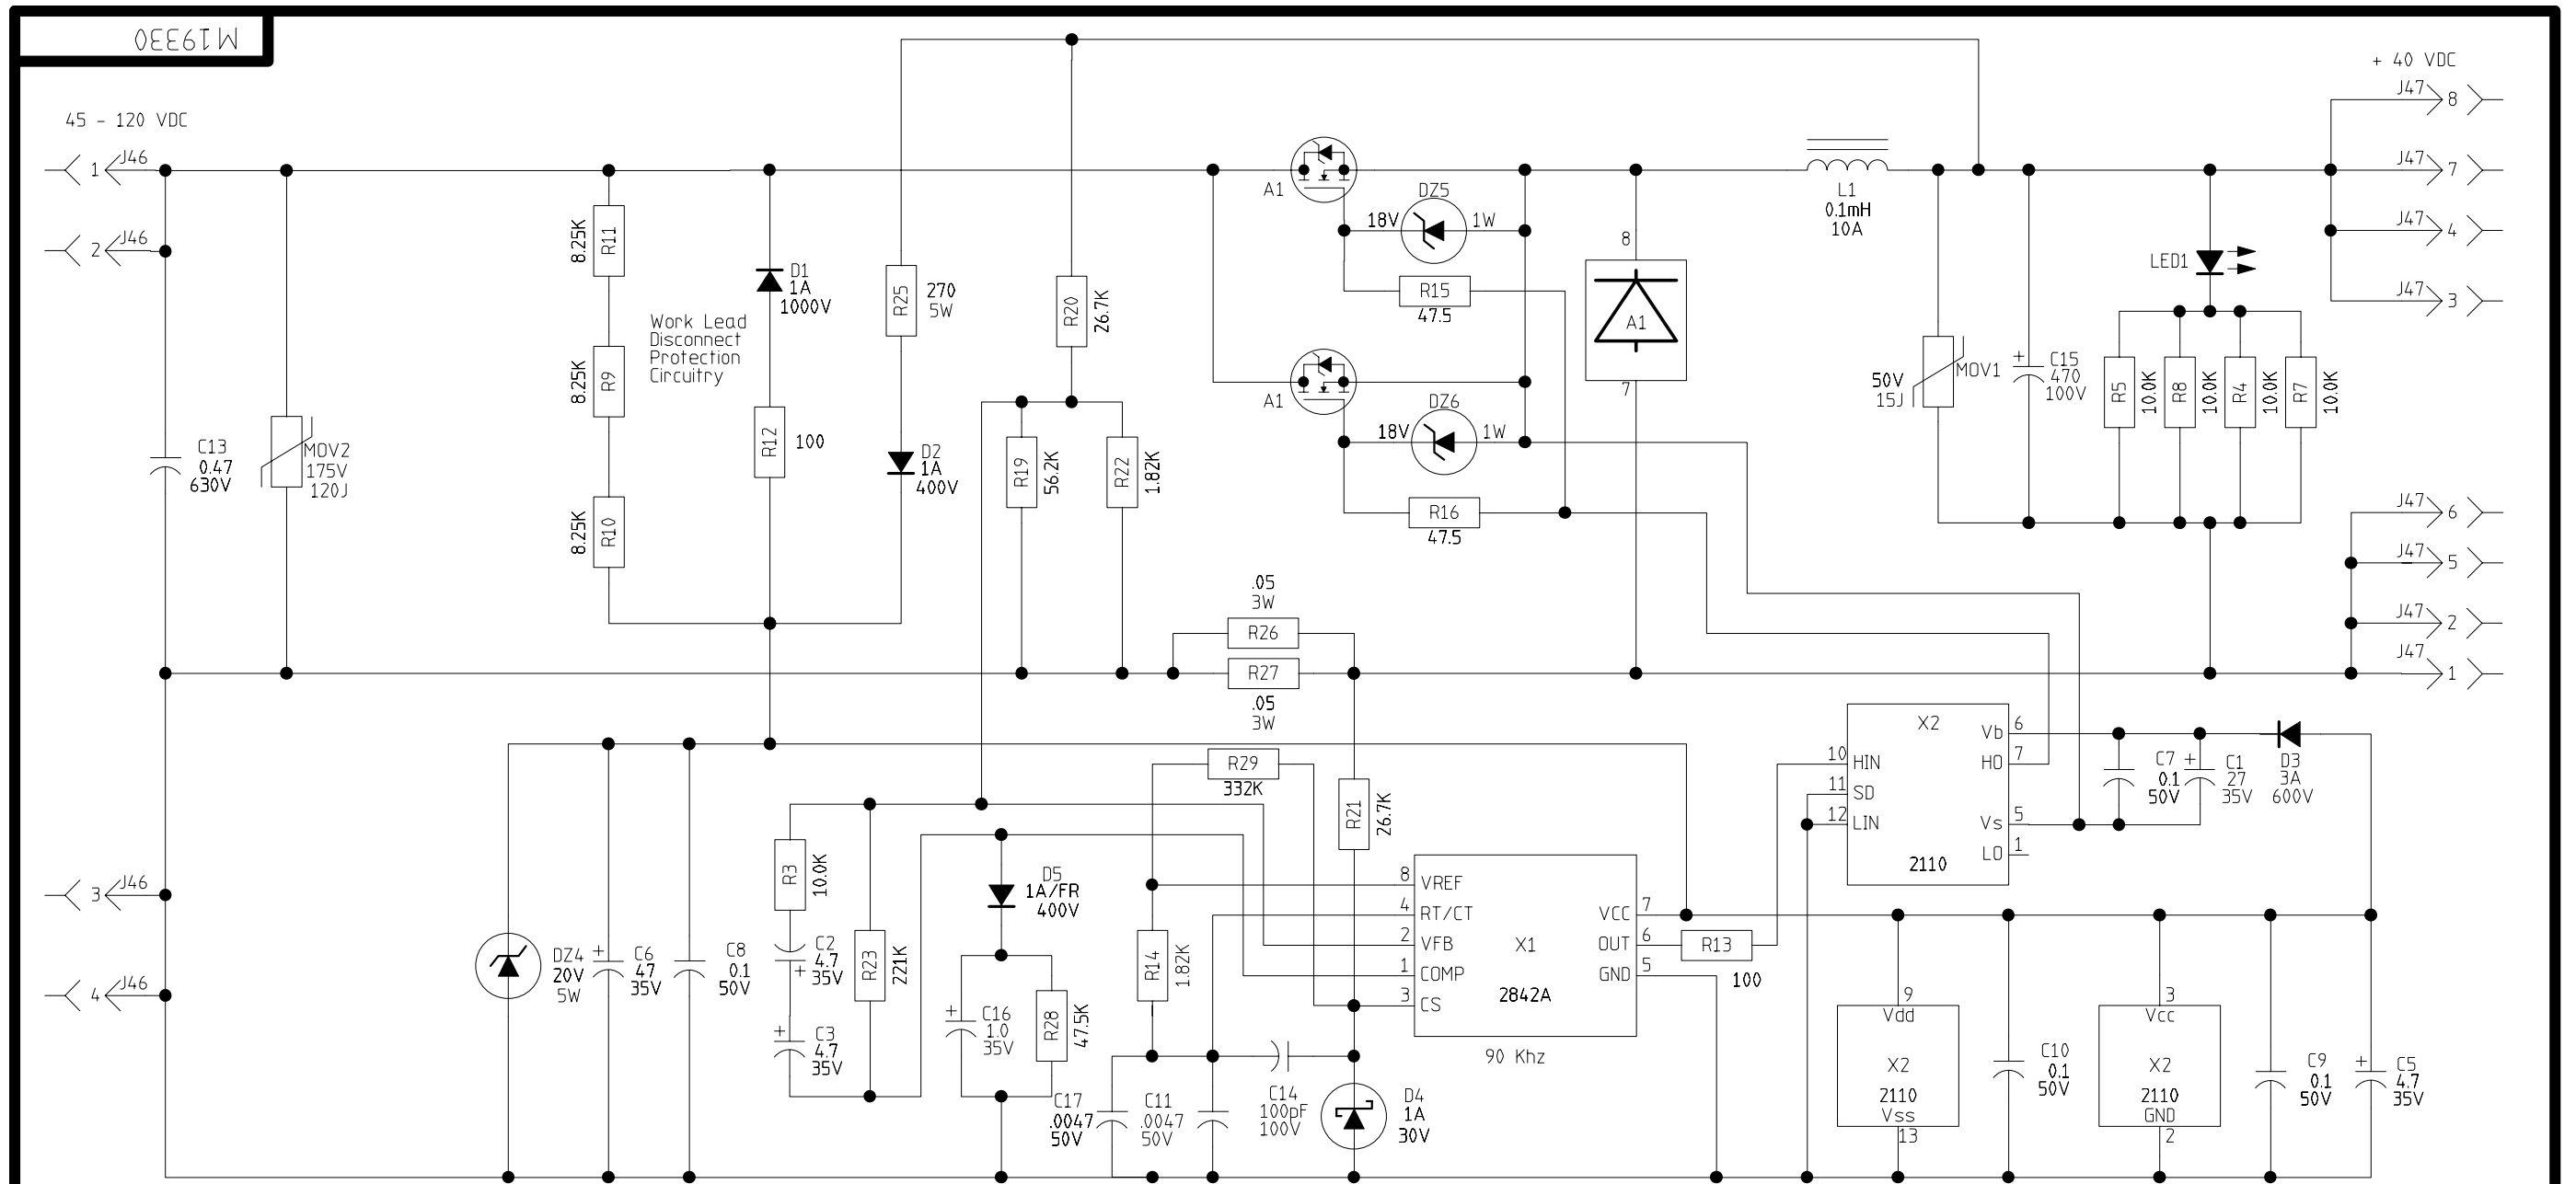 M19330
45 - 120 VDC
+ 40 VDC
1
J46
2
J46
3
J46
4
J46
J47
8
J47
7
J47
4
J47
3
J47
6
J47
5
J47
2
J47
1
C13
0.47
630V
MOV2
175V
120J
8.25K
R11
8.25K
R9
8.25K
R10
Work Lead
Disconnect
Protection
Circuitry
D1
1A
1000V
R12
100
R25
270
5W
D2
1A
400V
R20
26.7K
R19
56.2K
R22
1.82K
A1
DZ5
18V
1W
R15
47.5
A1
DZ6
18V
1W
R16
47.5
8
A1
7
L1
0.1mH
10A
50V
15J
MOV1
+
C15
470
100V
LED1
R5
10.0K
R8
10.0K
R4
10.0K
R7
10.0K
.05
3W
R26
R27
.05
3W
R29
332K
R21
26.7K
DZ4
20V
5W
+
C6
47
35V
C8
0.1
50V
R3
10.0K
C2
4.7
35V
+
+
C3
4.7
35V
R23
221K
D5
1A/FR
400V
+
C16
1.0
35V
R28
47.5K
R14
1.82K
C17
.0047
50V
C11
.0047
50V
C14
100pF
100V
D4
1A
30V
8
VREF
4
RT/CT
2
VFB
1
COMP
3
CS
X1
2842A
VCC
7
OUT
6
GND
5
90 Khz
R13
100
X2
2110
10
HIN
11
SD
12
LIN
Vb
6
HO
7
Vs
5
LO
1
C7
0.1
50V
+
C1
27
35V
D3
3A
600V
9
Vdd
X2
2110
Vss
13
C10
0.1
50V
3
Vcc
X2
2110
GND
2
C9
0.1
50V
+
C5
4.7
35V